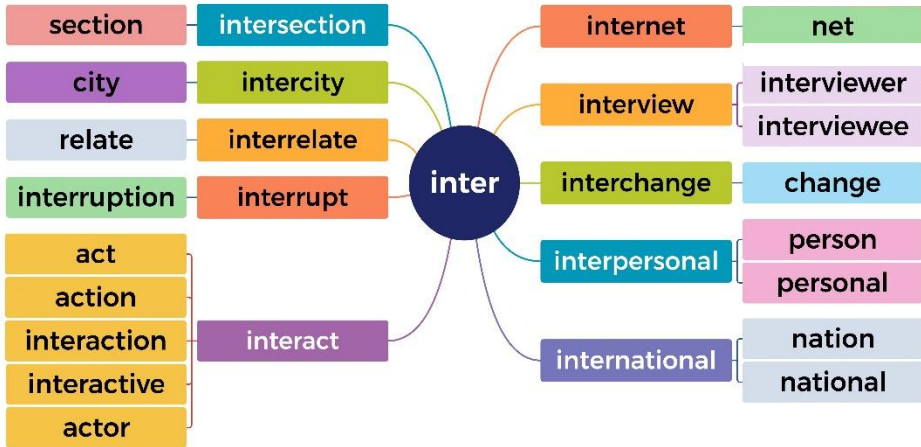 section
intersection
city
intercity
relate
interrelate
interruption
interrupt
act
action
interaction
interactive
actor
interact
inter
internet
net
interview
interviewer
interviewee
interchange
change
interpersonal
person
personal
international
nation
national